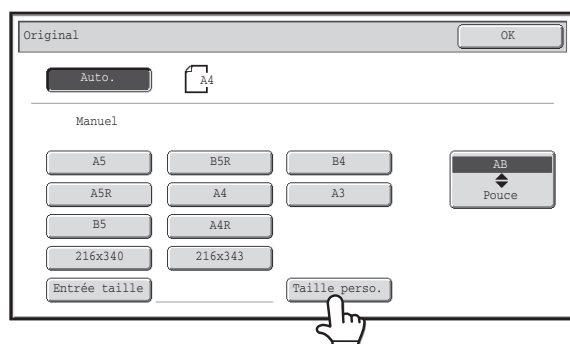 Original OK
Auto. A4
Manuel
A5 B5R B4 AB
A5R A4 A3 Pouce
B5 A4R
216x340 216x343
Entrée taille Taille perso.